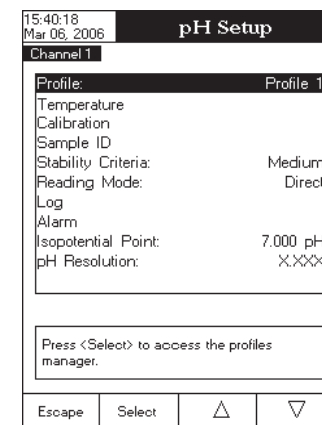 15:40:18
Mar 06, 2006
pH Setup
Channel 1
Profile: Profile 1
Temperature
Calibration
Sample ID
Stability Criteria: Medium
Reading Mode: Direct
Log
Alarm
Isopotential Point: 7.000 pH
pH Resolution: X.XXX
Press <Select> to access the profiles
manager.
Escape Select △ ▽